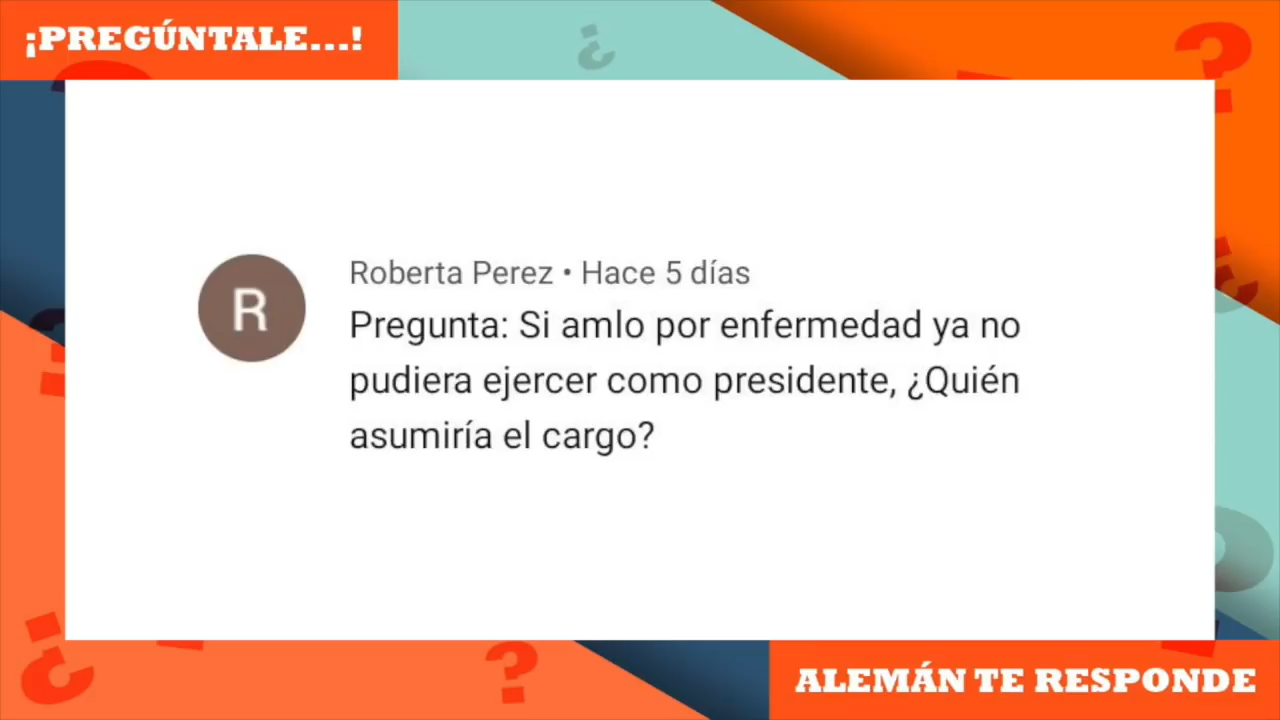 ¡PREGÚNTALE...!
R
Roberta Perez • Hace 5 días
Pregunta: Si amlo por enfermedad ya no
pudiera ejercer como presidente, ¿Quién
asumiría el cargo?
ALEMÁN TE RESPONDE